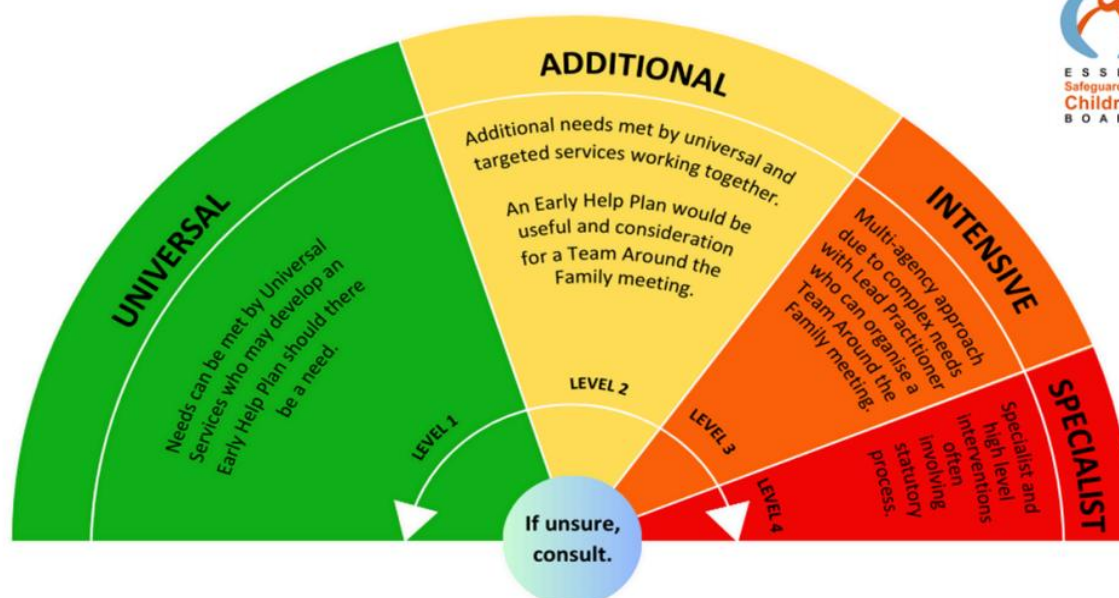 UNIVERSAL
Needs can be met by Universal
Services who may develop an
Early Help Plan should there
be a need.
LEVEL 1
ADDITIONAL
Additional needs met by universal and
targeted services working together.
An Early Help Plan would be
useful and consideration
for a Team Around the
Family meeting.
LEVEL 2
INTENSIVE
Multi-agency approach
due to complex needs
with Lead Practitioner
who can organise a
Team Around the
Family meeting.
LEVEL 3
SPECIALIST
Specialist and
high level
interventions
often
involving
statutory
process.
LEVEL 4
If unsure,
consult.